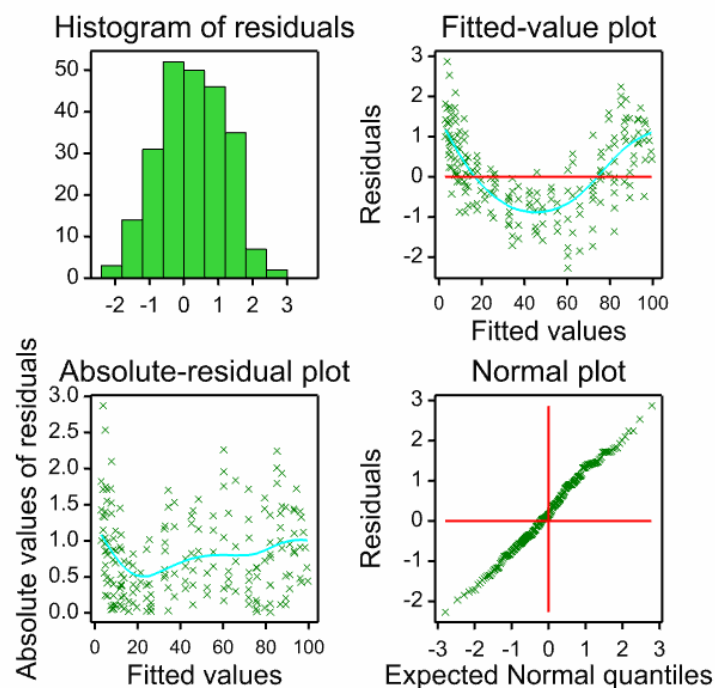 Histogram of residuals
50
40
30
20
10
0
-2 -1 0 1 2 3
Fitted-value plot
Residuals
3
2
1
0
-1
-2
0 20 40 60 80 100
Fitted values
Absolute-residual plot
Absolute values of residuals
3.0
2.5
2.0
1.5
1.0
0.5
0.0
0 20 40 60 80 100
Fitted values
Normal plot
Residuals
3
2
1
0
-1
-2
-3 -2 -1 0 1 2 3
Expected Normal quantiles